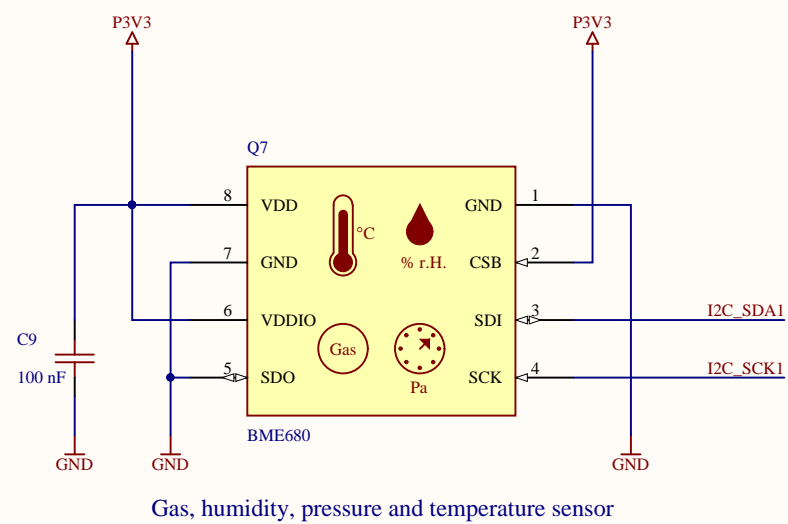 P3V3
P3V3
Q7
8 VDD
GND 1
°C
7 GND
% r.H.
CSB 2
6 VDDIO
SDI 3
I2C_SDA1
C9
Gas
100 nF
5 SDO
Pa
SCK 4
I2C_SCK1
BME680
GND
GND
GND
Gas, humidity, pressure and temperature sensor